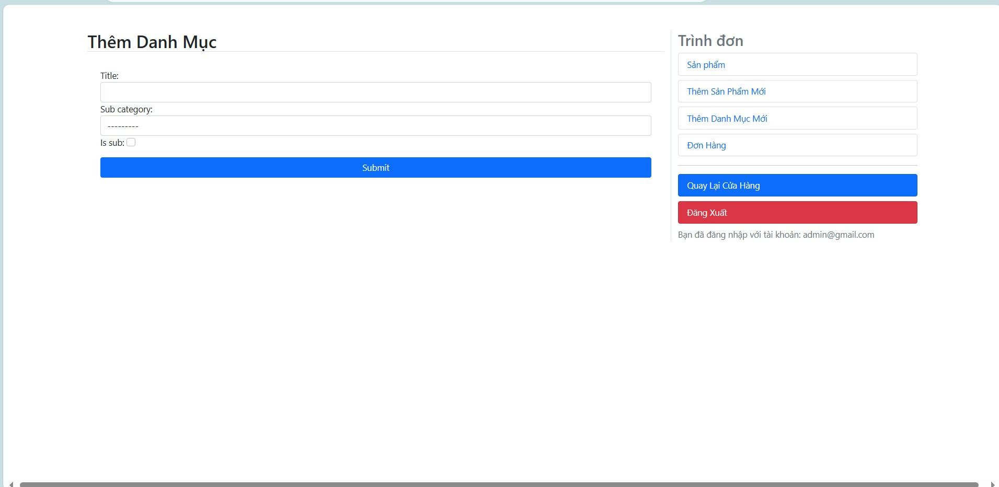 Thêm Danh Mục
Title:
Sub category:
---------
Is sub:
Submit
Trình đơn
Sản phẩm
Thêm Sản Phẩm Mới
Thêm Danh Mục Mới
Đơn Hàng
Quay Lại Cửa Hàng
Đăng Xuất
Bạn đã đăng nhập với tài khoản: admin@gmail.com